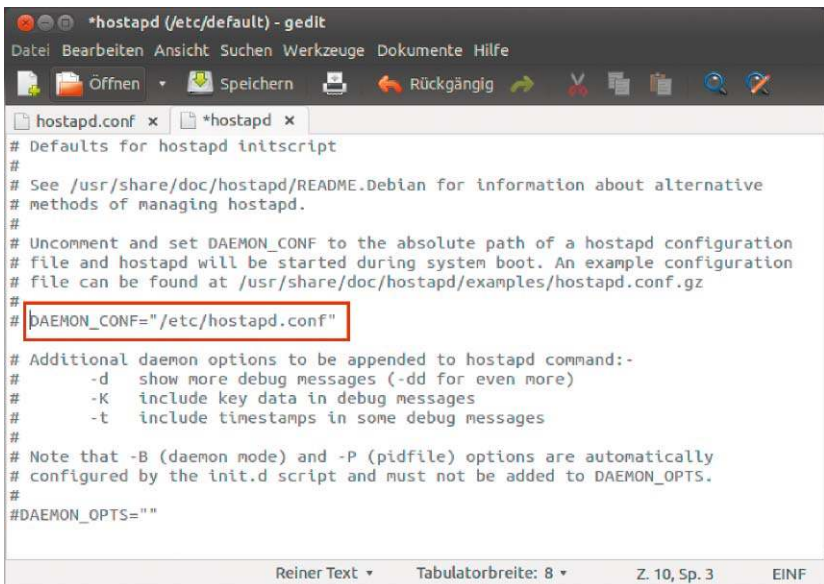 *hostapd (/etc/default) - gedit
Datei Bearbeiten Ansicht Suchen Werkzeuge Dokumente Hilfe
Öffnen Speichern Rückgängig
hostapd.conf x *hostapd x
# Defaults for hostapd initscript
#
# See /usr/share/doc/hostapd/README.Debian for information about alternative
# methods of managing hostapd.
#
# Uncomment and set DAEMON_CONF to the absolute path of a hostapd configuration
# file and hostapd will be started during system boot. An example configuration
# file can be found at /usr/share/doc/hostapd/examples/hostapd.conf.gz
#
# DAEMON_CONF="/etc/hostapd.conf"
# Additional daemon options to be appended to hostapd command:-
#       -d   show more debug messages (-dd for even more)
#       -K   include key data in debug messages
#       -t   include timestamps in some debug messages
#
# Note that -B (daemon mode) and -P (pidfile) options are automatically
# configured by the init.d script and must not be added to DAEMON_OPTS.
#
#DAEMON_OPTS=""
Reiner Text Tabulatorbreite: 8 Z. 10, Sp. 3 EINF